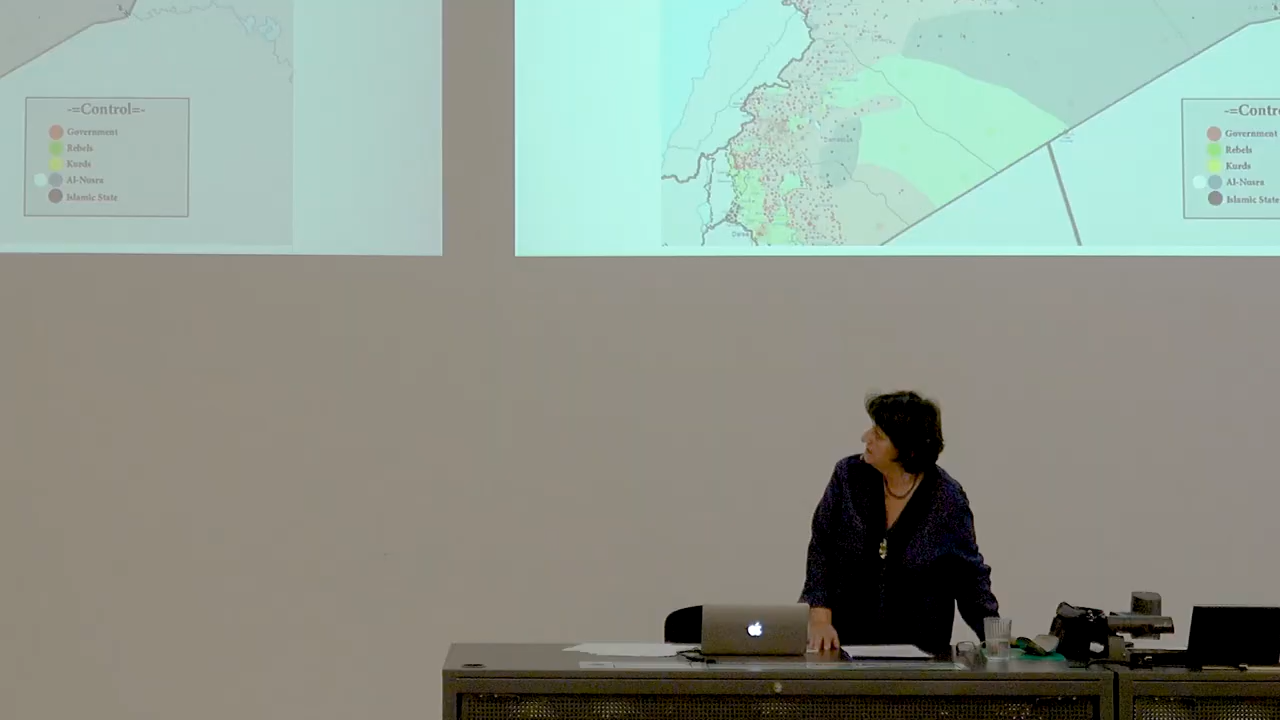 -=Control=-
Government
Rebels
Kurds
Al-Nusra
Islamic State
-=Contro
Government
Rebels
Kurds
Al-Nusra
Islamic State